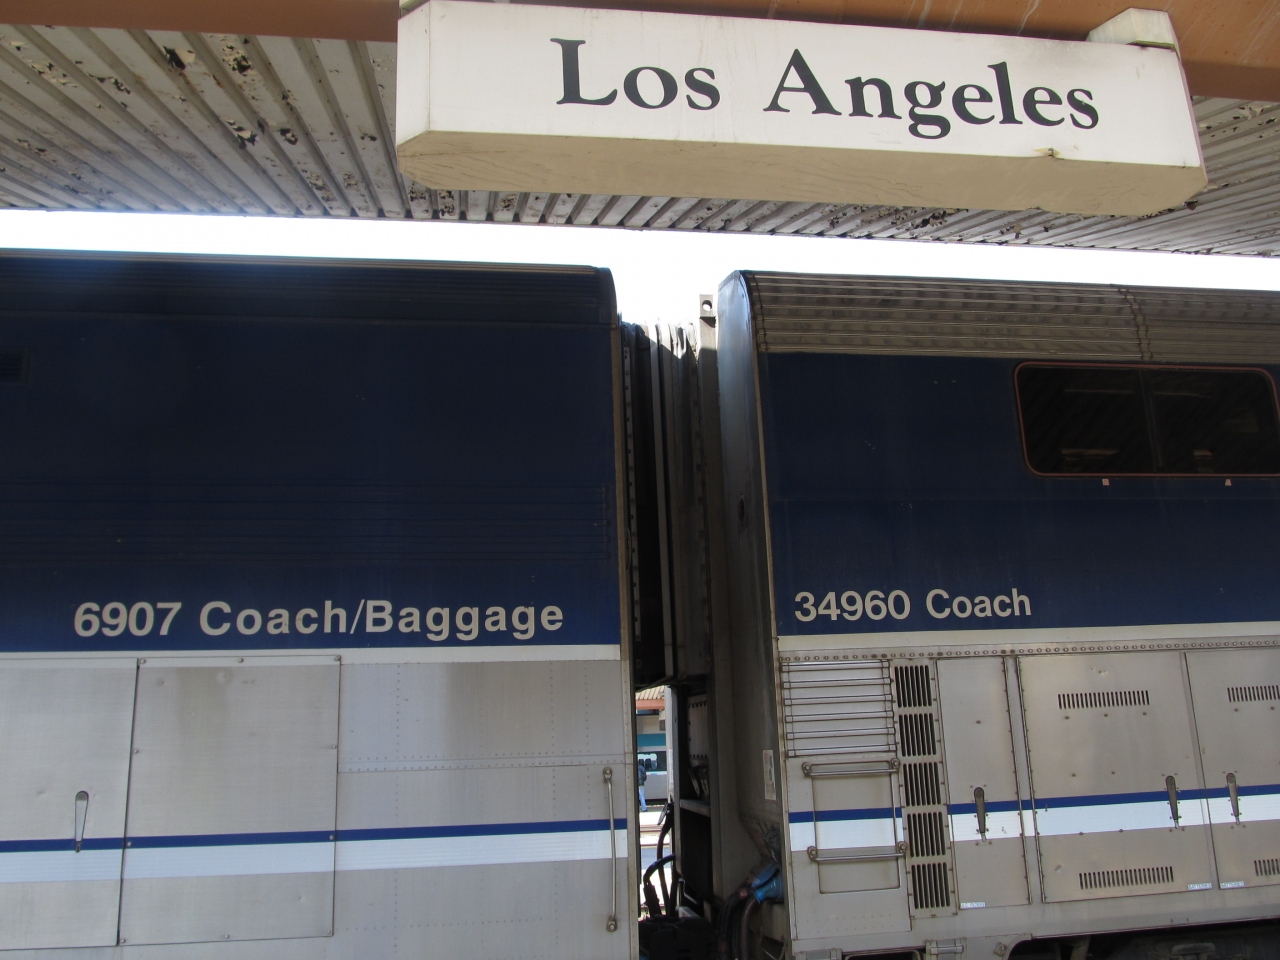 Los Angeles
6907 Coach/Baggage
34960 Coach